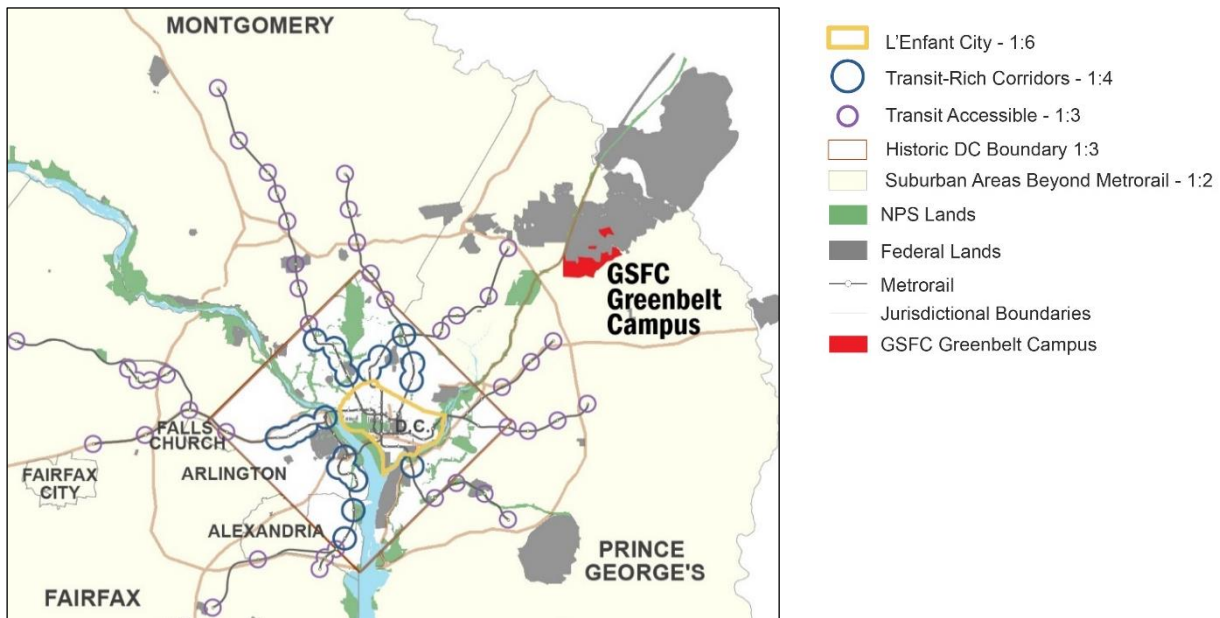 MONTGOMERY
GSFC
Greenbelt
Campus
D.C.
FALLS
CHURCH
FAIRFAX
CITY
ARLINGTON
ALEXANDRIA
PRINCE
GEORGE'S
FAIRFAX
L'Enfant City - 1:6
Transit-Rich Corridors - 1:4
Transit Accessible - 1:3
Historic DC Boundary 1:3
Suburban Areas Beyond Metrorail - 1:2
NPS Lands
Federal Lands
Metrorail
Jurisdictional Boundaries
GSFC Greenbelt Campus